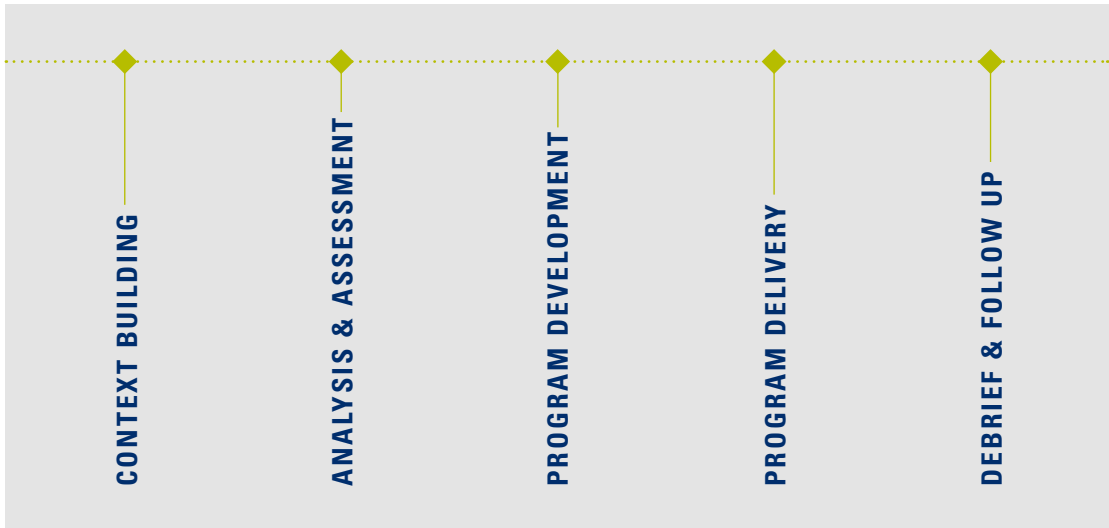 CONTEXT BUILDING
ANALYSIS & ASSESSMENT
PROGRAM DEVELOPMENT
PROGRAM DELIVERY
DEBRIEF & FOLLOW UP